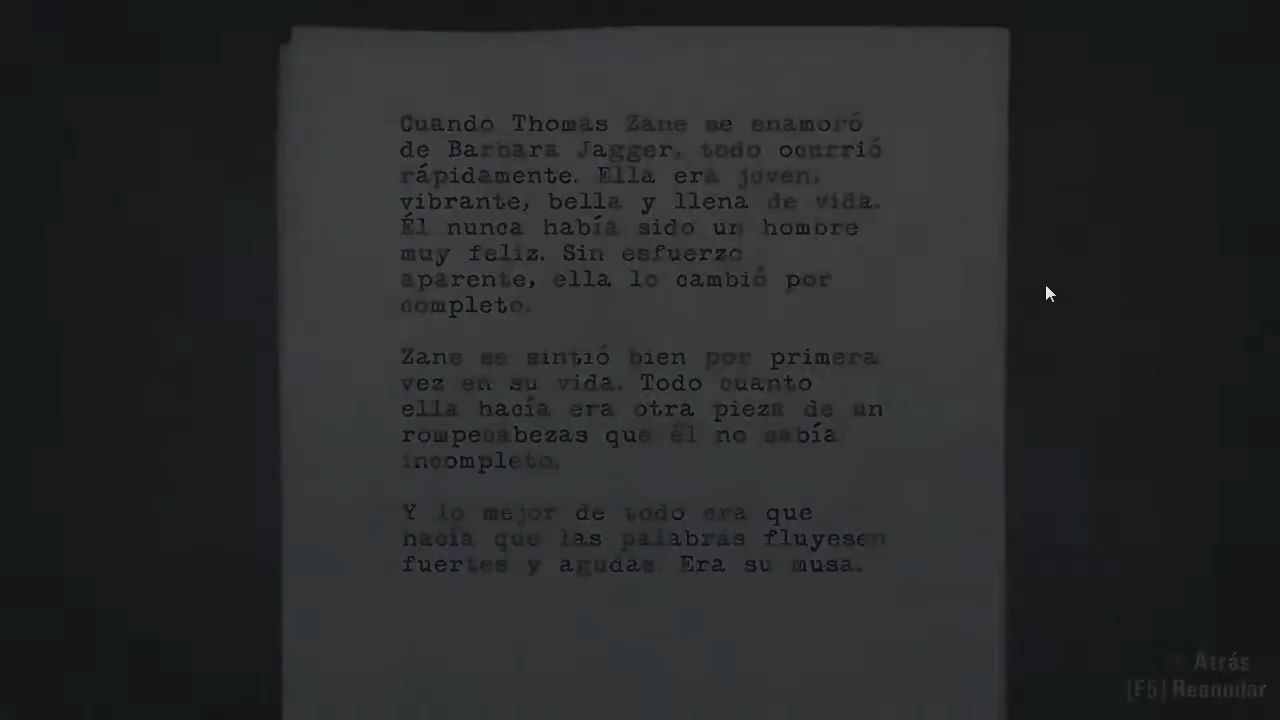 Cuando Thomas Zane se enamoró
de Barbara Jagger, todo ocurrió
rápidamente. Ella era joven,
vibrante, bella y llena de vida.
Él nunca había sido un hombre
muy feliz. Sin esfuerzo
aparente, ella lo cambió por
completo.
Zane se sintió bien por primera
vez en su vida. Todo cuanto
ella hacía era otra pieza de un
rompecabezas que él no sabía
incompleto.
Y lo mejor de todo era que
hacía que las palabras fluyesen
fuertes y agudas. Era su musa.
Atrás
[F5] Reanudar